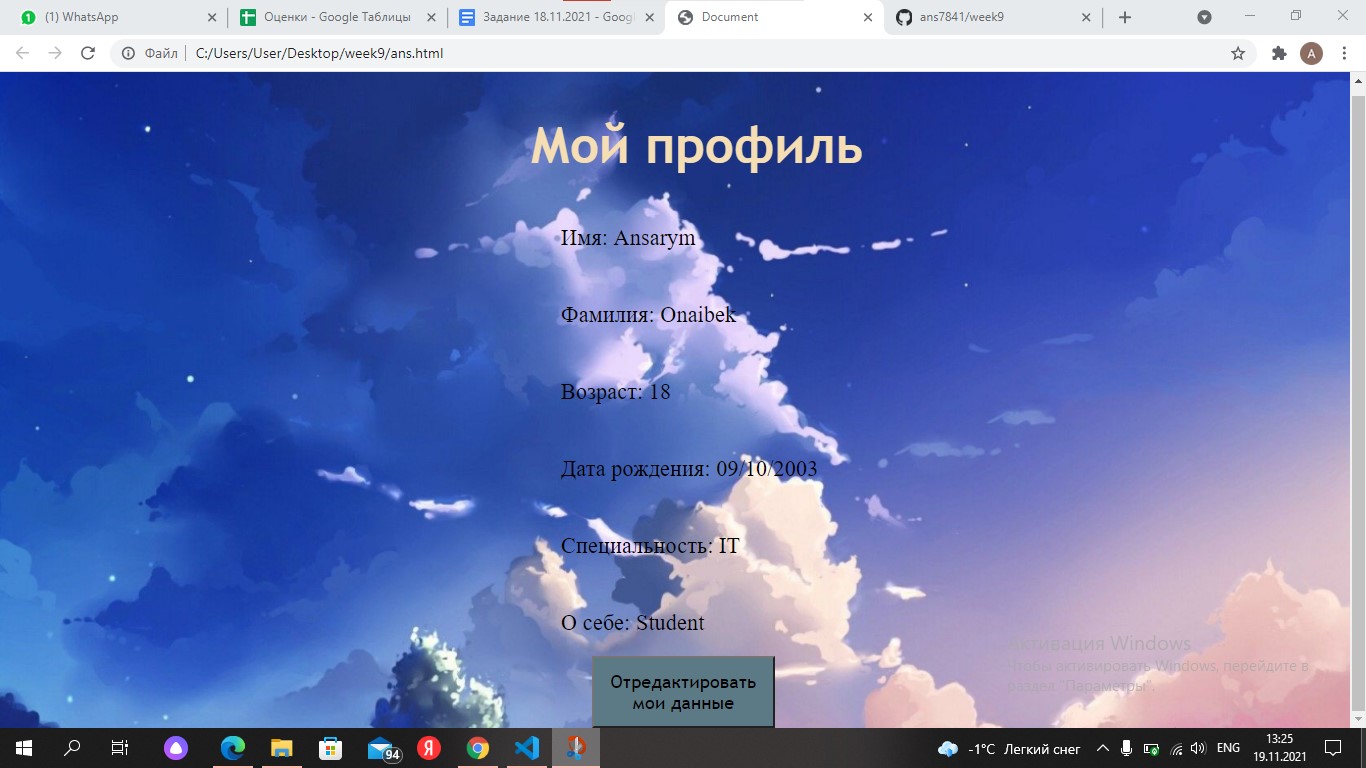 (1) WhatsApp
Оценки - Google Таблицы
Задание 18.11.2021 - Goog
Document
ans7841/week9
Файл
C:/Users/User/Desktop/week9/ans.html
A
Мой профиль
Имя: Ansarym
Фамилия: Onaibek
Возраст: 18
Дата рождения: 09/10/2003
Специальность: IT
О себе: Student
Отредактировать
мои данные
Активация Windows
Чтобы активировать Windows, перейдите в
раздел "Параметры".
94
Я
-1°C Легкий снег
ENG
13:25
19.11.2021